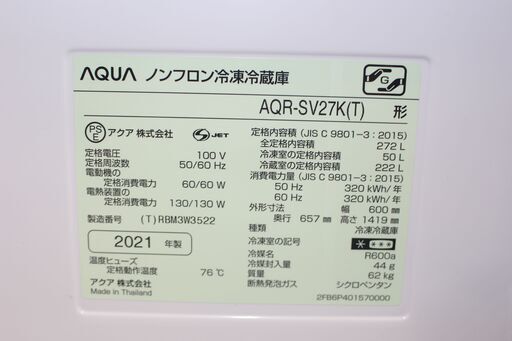 AQUA ノンフロン冷凍冷蔵庫
G
AQR-SV27K(T) 形
PSE アクア 株式会社 S JET
定格電圧 100 V
定格周波数 50/60 Hz
電動機の
定格消費電力 60/60 W
電熱装置の
定格消費電力 130/130 W
製造番号 (T)RBM3W3522
2021 年製
温度ヒューズ
定格動作温度 76℃
アクア 株式会社
Made in Thailand
定格内容積 (JIS C 9801-3:2015)
全定格内容積 272 L
冷凍室の定格内容積 50 L
冷蔵室の定格内容積 222 L
消費電力量 (JIS C 9801-3:2015)
50 Hz 320 kWh/年
60 Hz 320 kWh/年
外形寸法 幅 600 mm
奥行 657 mm 高さ 1419 mm
種類 冷凍冷蔵庫
冷凍室の記号
冷媒名 R600a
冷媒封入量 44 g
質量 62 kg
断熱発泡ガス シクロペンタン
2FB6P401570000